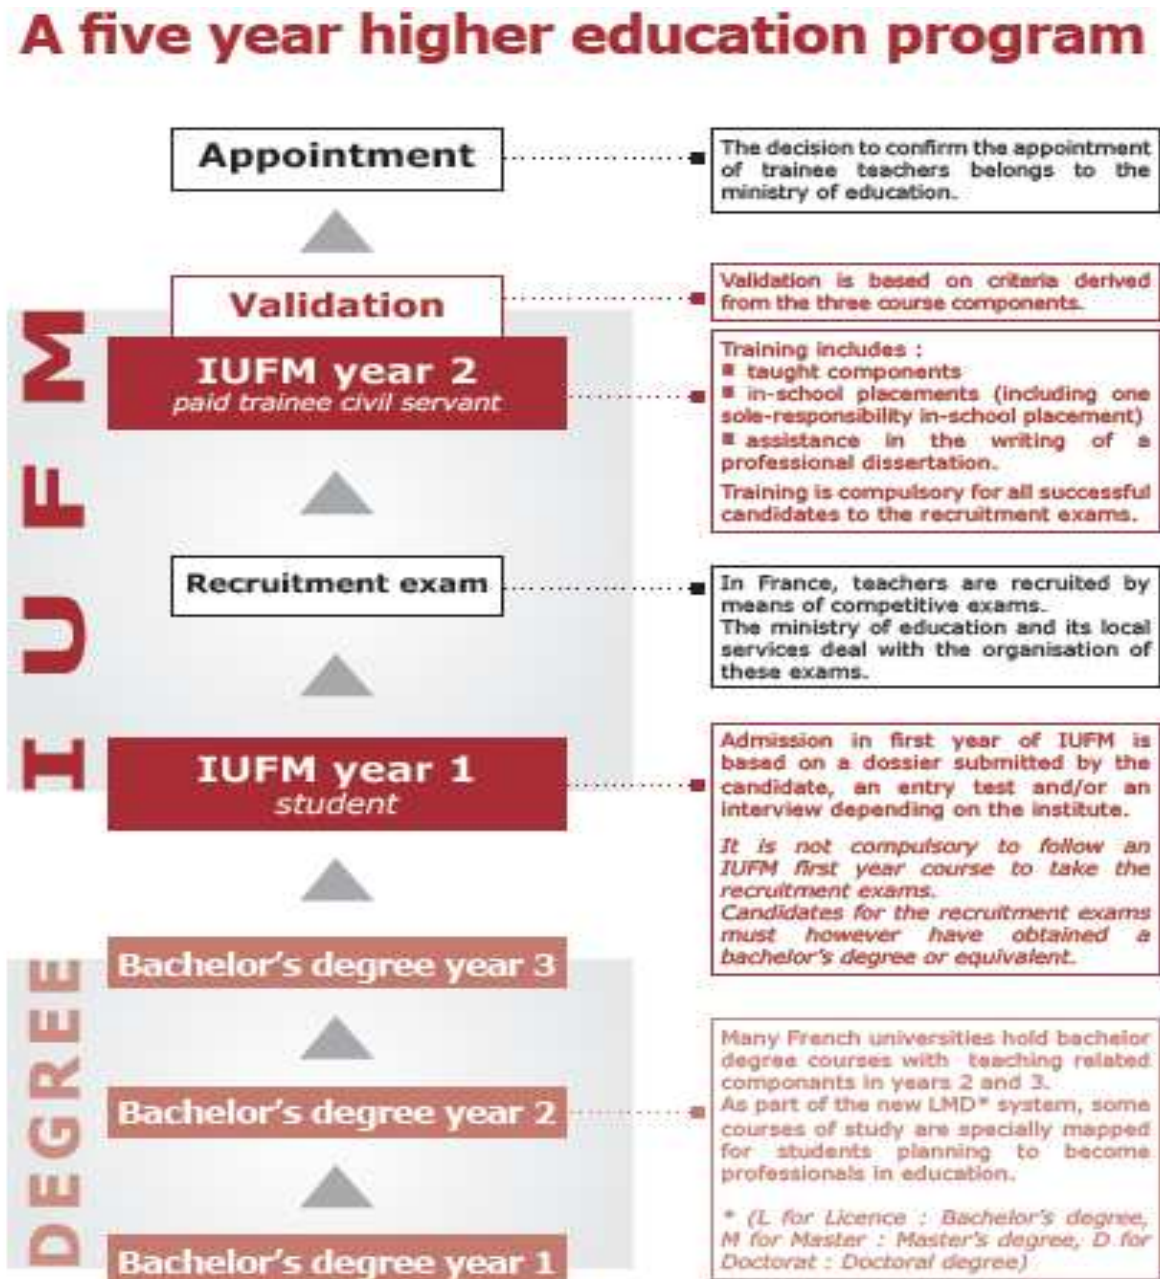 A five year higher education program
Appointment
The decision to confirm the appointment
of trainee teachers belongs to the
ministry of education.
Validation
Validation is based on criteria derived
from the three course components.
IUFM
IUFM year 2
paid trainee civil servant
Training includes :
taught components
in-school placements (including one
sole-responsibility in-school placement)
assistance in the writing of a
professional dissertation.
Training is compulsory for all successful
candidates to the recruitment exams.
Recruitment exam
In France, teachers are recruited by
means of competitive exams.
The ministry of education and its local
services deal with the organisation of
these exams.
IUFM year 1
student
Admission in first year of IUFM is
based on a dossier submitted by the
candidate, an entry test and/or an
interview depending on the institute.
It is not compulsory to follow an
IUFM first year course to take the
recruitment exams.
Candidates for the recruitment exams
must however have obtained a
bachelor's degree or equivalent.
DEGREE
Bachelor's degree year 3
Bachelor's degree year 2
Many French universities hold bachelor
degree courses with teaching related
componants in years 2 and 3.
As part of the new LMD* system, some
courses of study are specially mapped
for students planning to become
professionals in education.
* (L for Licence : Bachelor's degree,
M for Master : Master's degree, D for
Doctorat : Doctoral degree)
Bachelor's degree year 1